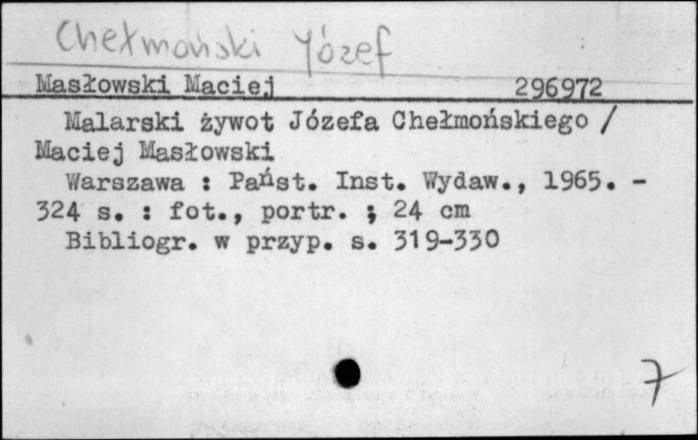 Chełmoński Józef
Masłowski Maciej 296972
Malarski żywot Józefa Chełmońskiego /
Maciej Masłowski
Warszawa : Państ. Inst. Wydaw., 1965. -
324 s. : fot., portr. ; 24 cm
Bibliogr. w przyp. s. 319-330
7